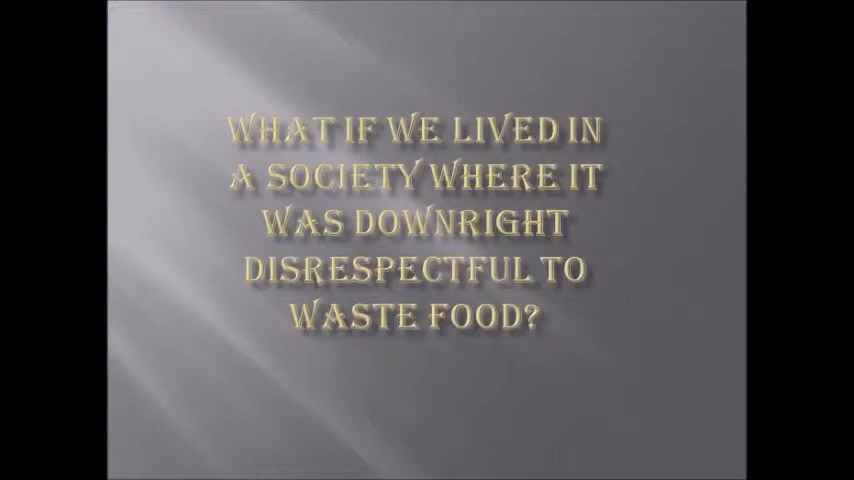 WHAT IF WE LIVED IN
A SOCIETY WHERE IT
WAS DOWNRIGHT
DISRESPECTFUL TO
WASTE FOOD?